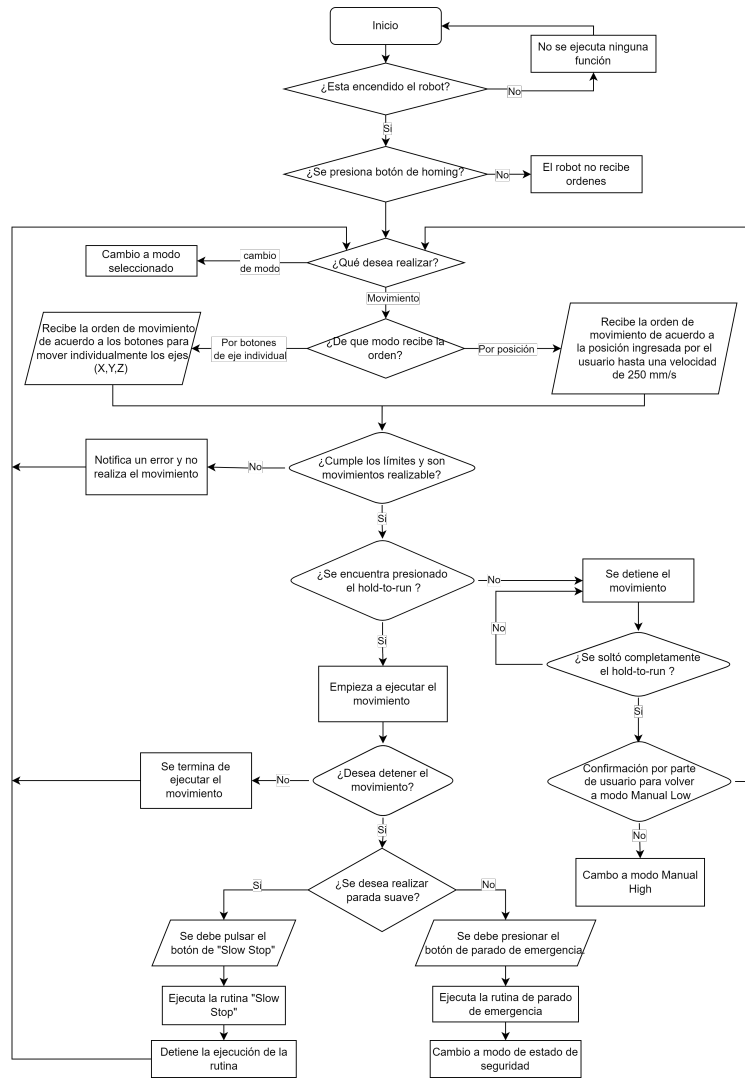 Inicio
No se ejecuta ninguna
función
¿Esta encendido el robot?
No
Sí
¿Se presiona botón de homing?
No
El robot no recibe
ordenes
Cambio a modo
seleccionado
cambio
de modo
¿Qué desea realizar?
Movimiento
Recibe la orden de movimiento
de acuerdo a los botones para
mover individualmente los ejes
(X,Y,Z)
Por botones
de eje individual
¿De que modo recibe la
orden?
Por posición
Recibe la orden de
movimiento de acuerdo a
la posición ingresada por el
usuario hasta una velocidad
de 250 mm/s
Notifica un error y no
realiza el movimiento
No
¿Cumple los límites y son
movimientos realizable?
Sí
¿Se encuentra presionado
el hold-to-run ?
No
Se detiene el
movimiento
No
Sí
¿Se soltó completamente
el hold-to-run ?
Empieza a ejecutar el
movimiento
Sí
Se termina de
ejecutar el
movimiento
No
¿Desea detener el
movimiento?
Confirmación por parte
de usuario para volver
a modo Manual Low
Sí
No
Cambo a modo Manual
High
Sí
¿Se desea realizar
parada suave?
No
Se debe pulsar el
botón de "Slow Stop"
Se debe presionar el
botón de parado de emergencia.
Ejecuta la rutina "Slow
Stop"
Ejecuta la rutina de parado
de emergencia
Detiene la ejecución de la
rutina
Cambio a modo de estado de
seguridad